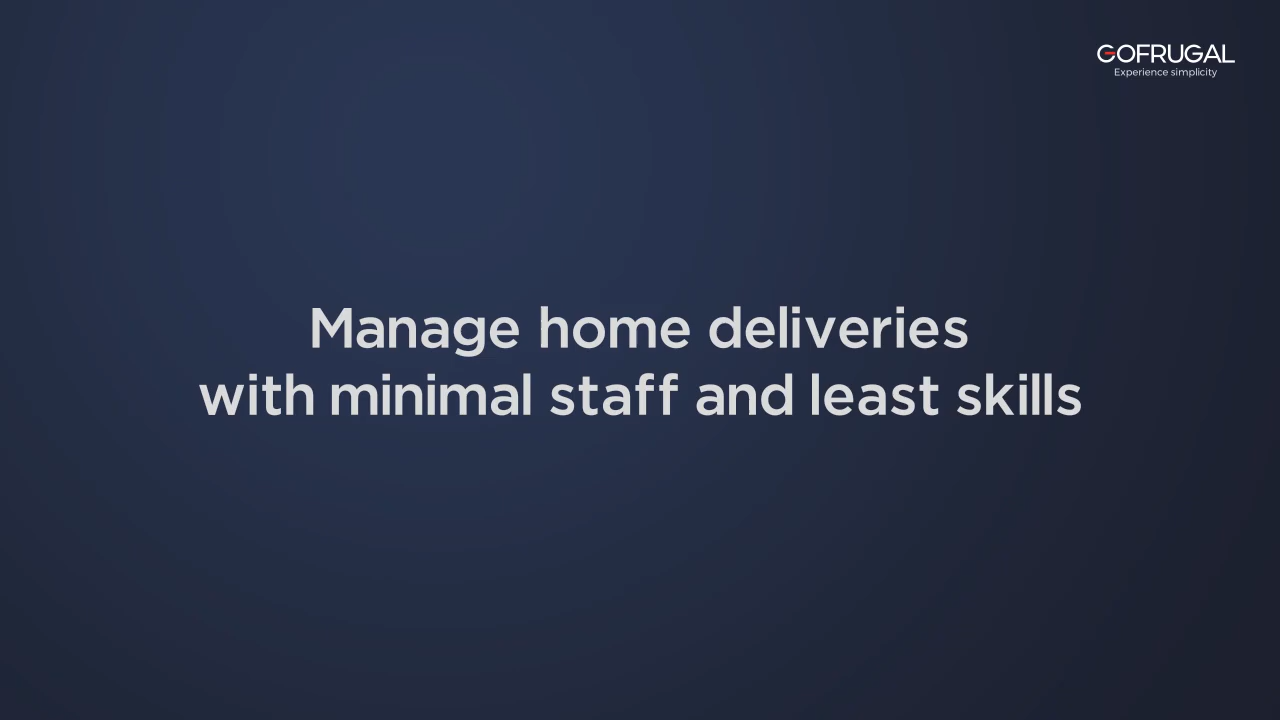 GOFRUGAL
Experience simplicity
Manage home deliveries
with minimal staff and least skills